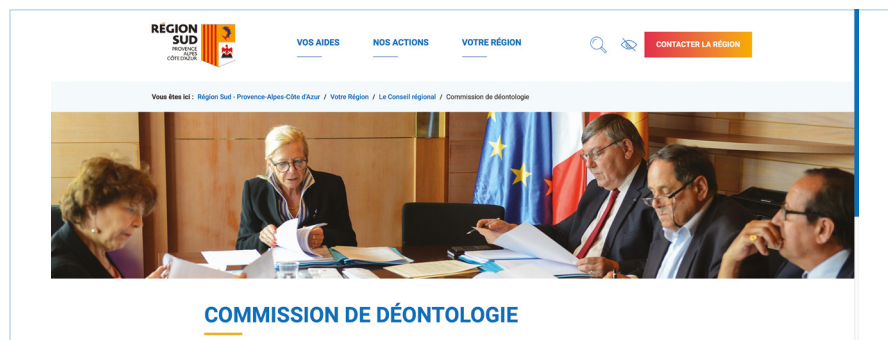 RÉGION
SUD
PROVENCE
ALPES
CÔTE D'AZUR
VOS AIDES
NOS ACTIONS
VOTRE RÉGION
CONTACTER LA RÉGION
Vous êtes ici : Région Sud - Provence-Alpes-Côte d'Azur / Votre Région / Le Conseil régional / Commission de déontologie
COMMISSION DE DÉONTOLOGIE